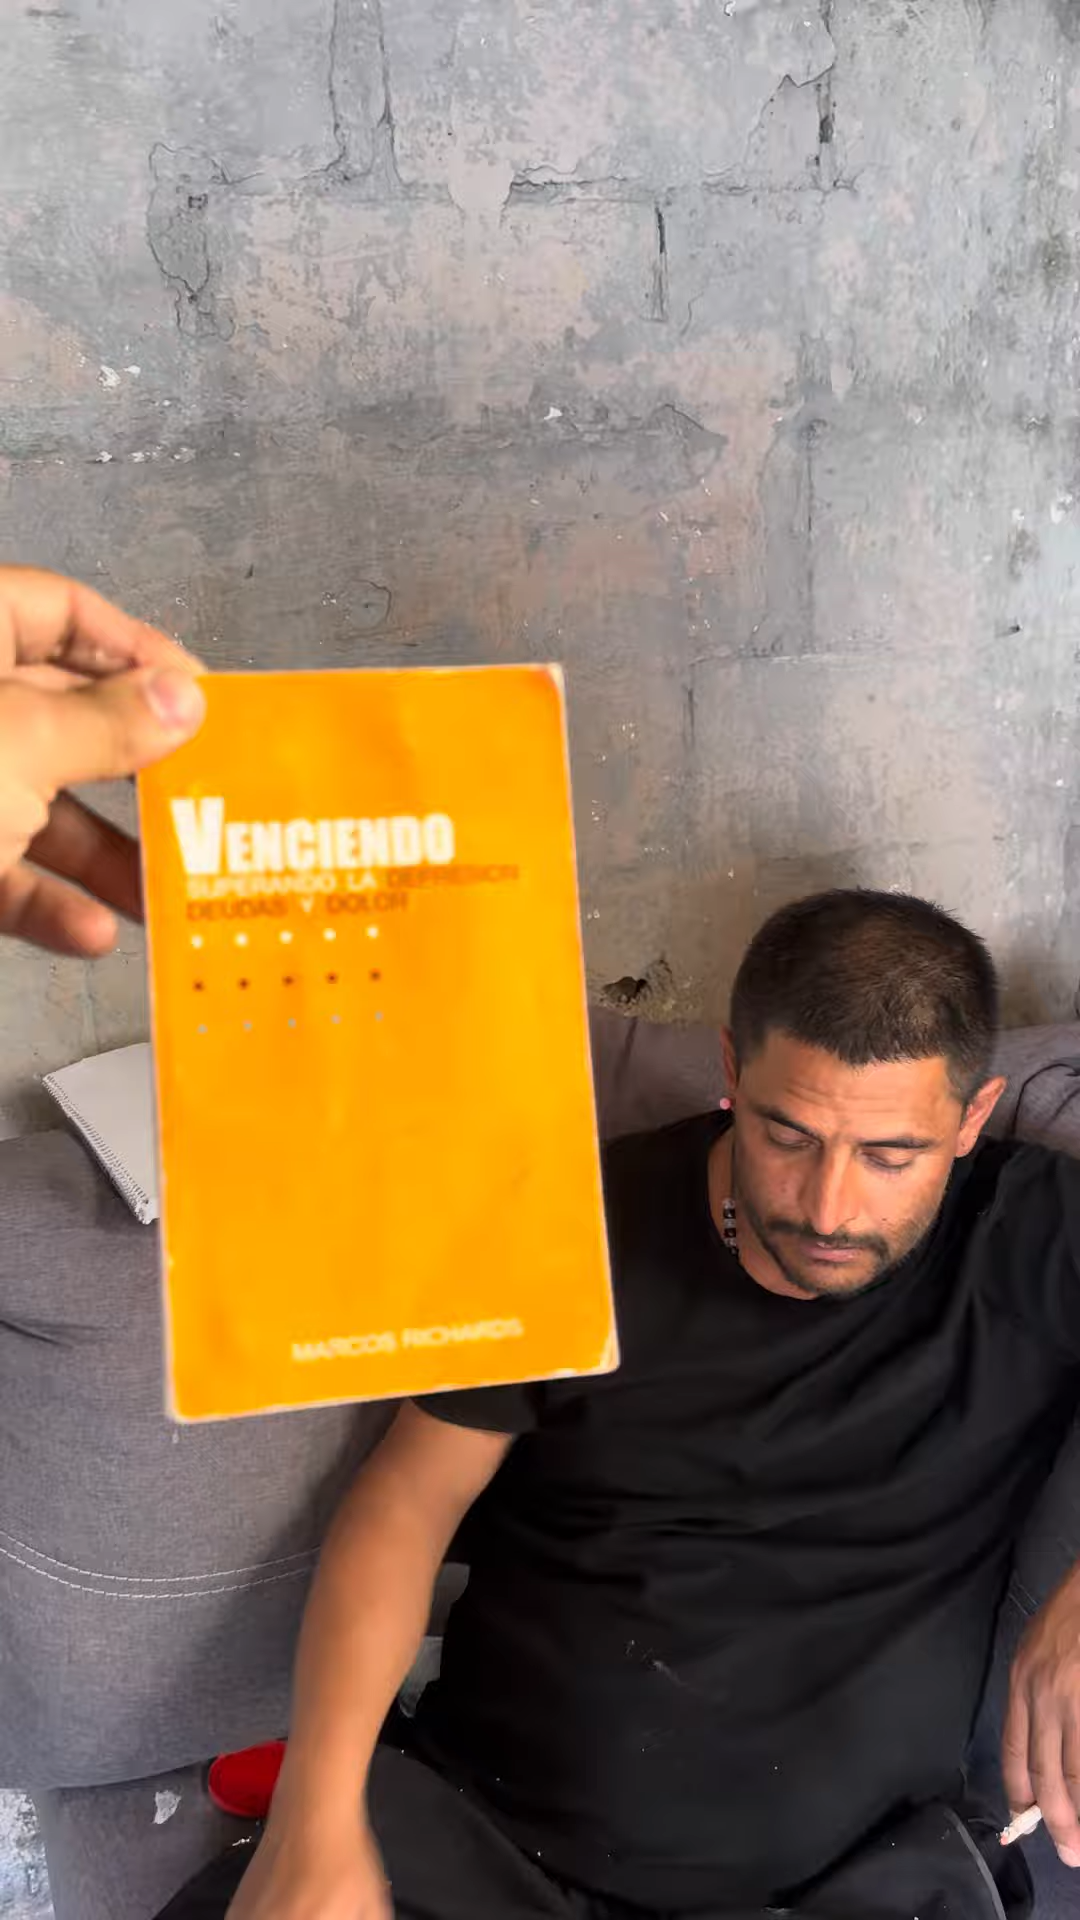 VENCIENDO
SUPERANDO LA DEPRESION
DEUDAS Y DOLOR
MARCOS RICHARDS